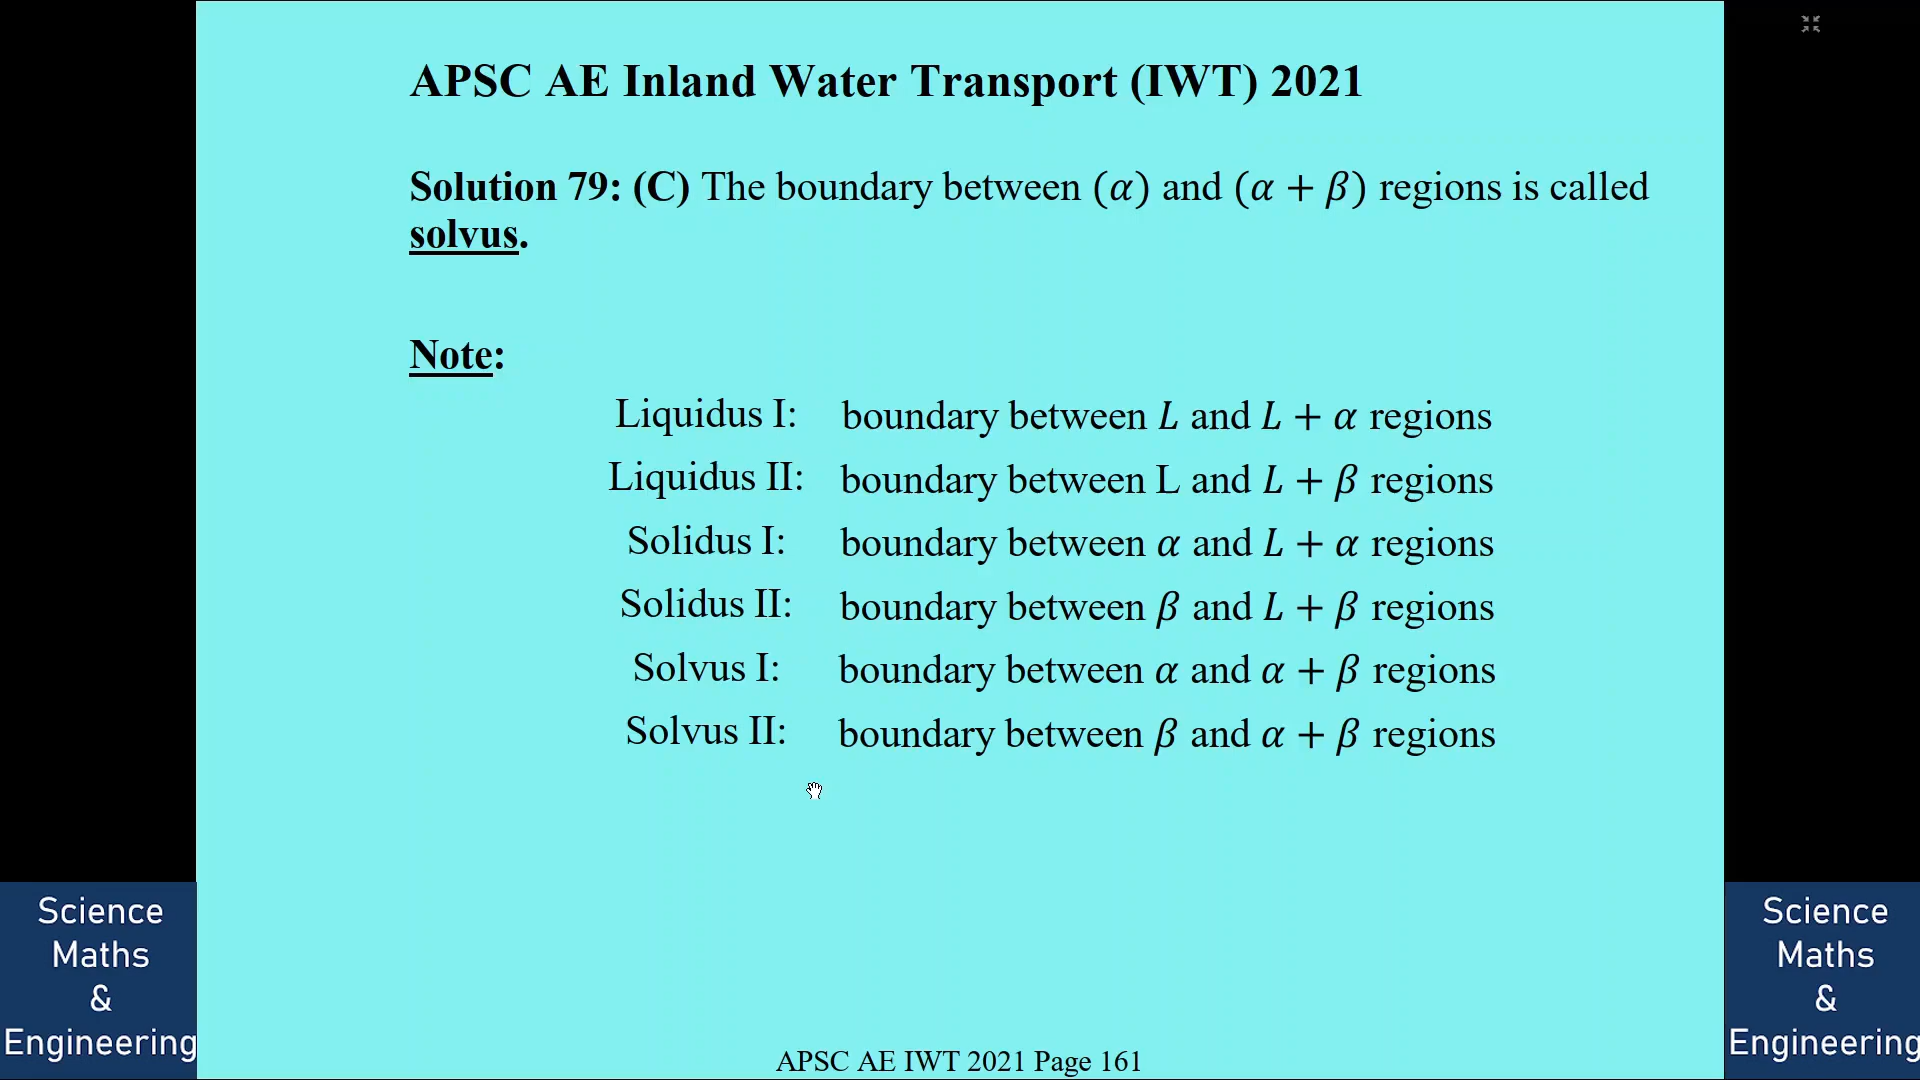 APSC AE Inland Water Transport (IWT) 2021
Solution 79: (C) The boundary between (𝛼) and (𝛼 + 𝛽) regions is called
solvus.
Note:
Liquidus I: boundary between 𝐿 and 𝐿 + 𝛼 regions
Liquidus II: boundary between L and 𝐿 + 𝛽 regions
Solidus I: boundary between 𝛼 and 𝐿 + 𝛼 regions
Solidus II: boundary between 𝛽 and 𝐿 + 𝛽 regions
Solvus I: boundary between 𝛼 and 𝛼 + 𝛽 regions
Solvus II: boundary between 𝛽 and 𝛼 + 𝛽 regions
Science
Maths
&
Engineering
Science
Maths
&
Engineering
APSC AE IWT 2021 Page 161